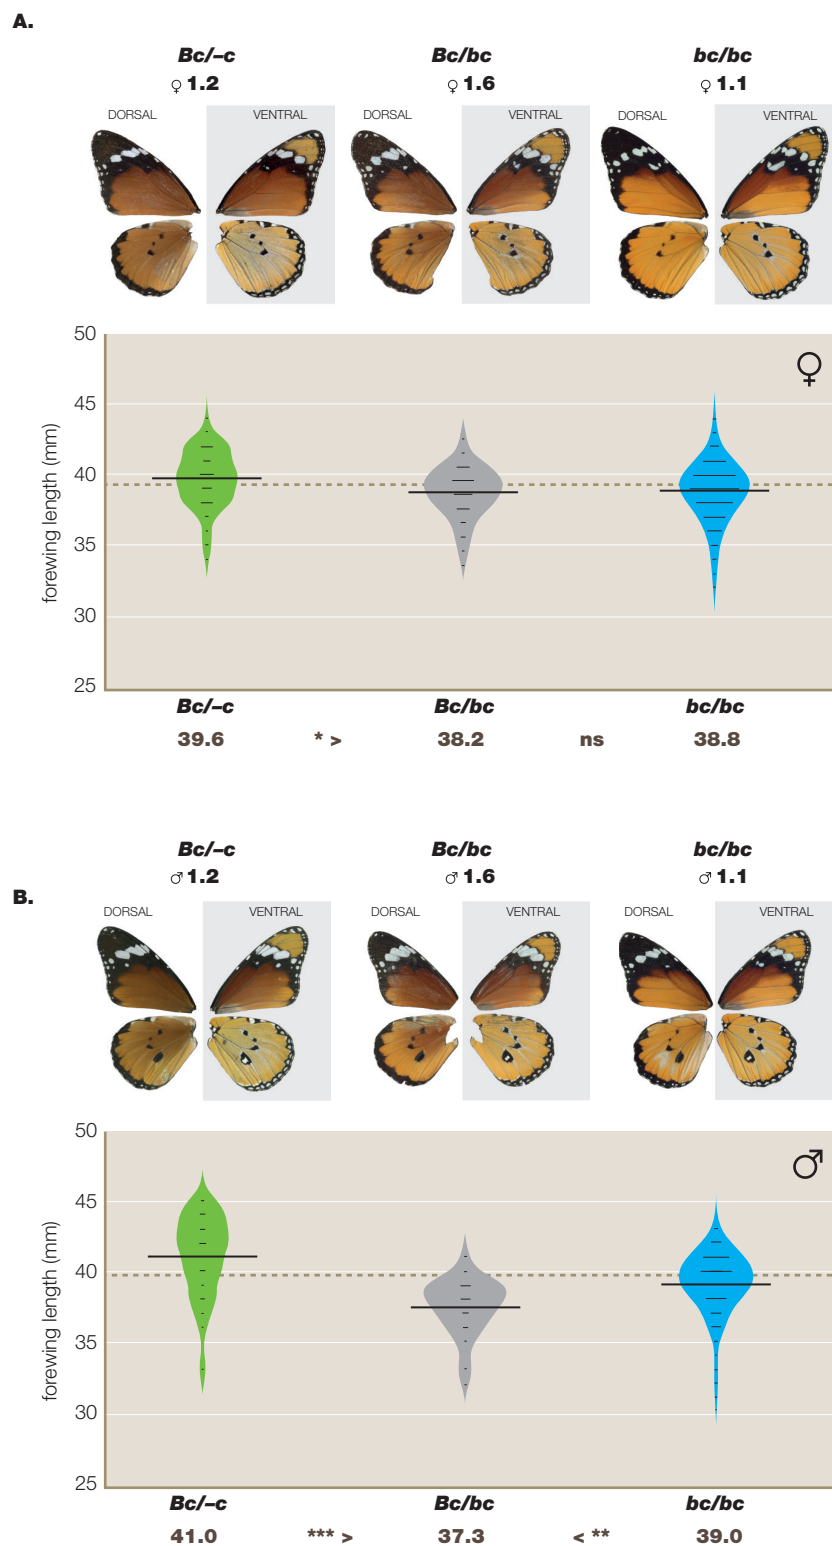 A.
Bc/–c Bc/bc bc/bc
♀ 1.2 ♀ 1.6 ♀ 1.1
DORSAL VENTRAL DORSAL VENTRAL DORSAL VENTRAL
♀
forewing length (mm)
50
45
40
35
30
25
Bc/–c Bc/bc bc/bc
39.6 * > 38.2 ns 38.8
Bc/–c Bc/bc bc/bc
♂ 1.2 ♂ 1.6 ♂ 1.1
B.
DORSAL VENTRAL DORSAL VENTRAL DORSAL VENTRAL
♂
forewing length (mm)
50
45
40
35
30
25
Bc/–c Bc/bc bc/bc
41.0 *** > 37.3 < ** 39.0